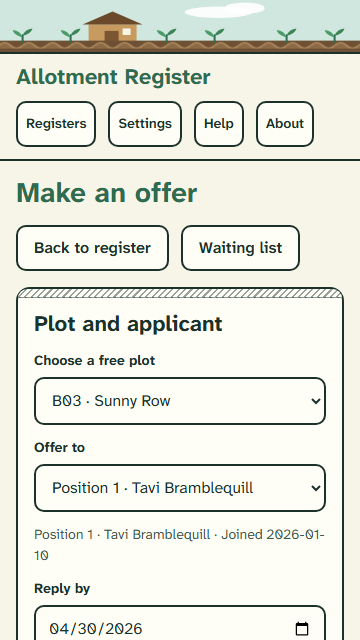 Allotment Register
Registers Settings Help About
Make an offer
Back to register Waiting list
Plot and applicant
Choose a free plot
B03 · Sunny Row
Offer to
Position 1 · Tavi Bramblequill
Position 1 · Tavi Bramblequill · Joined 2026-01-
10
Reply by
04/30/2026